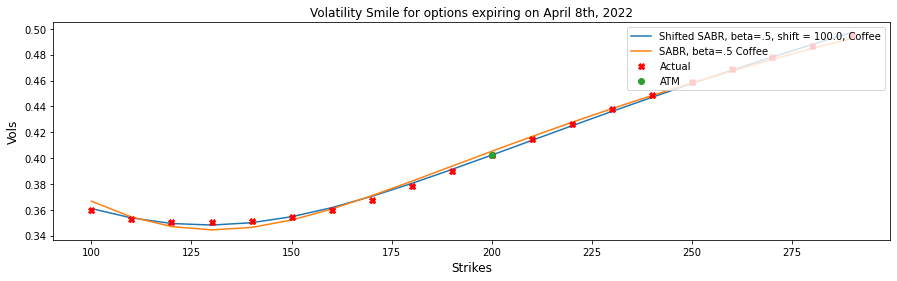 Volatility Smile for options expiring on April 8th, 2022
0.50
0.48
0.46
0.44
0.42
0.40
0.38
0.36
0.34
Vols
Shifted SABR, beta=.5, shift = 100.0, Coffee
SABR, beta=.5 Coffee
Actual
ATM
100
125
150
175
200
225
250
275
Strikes